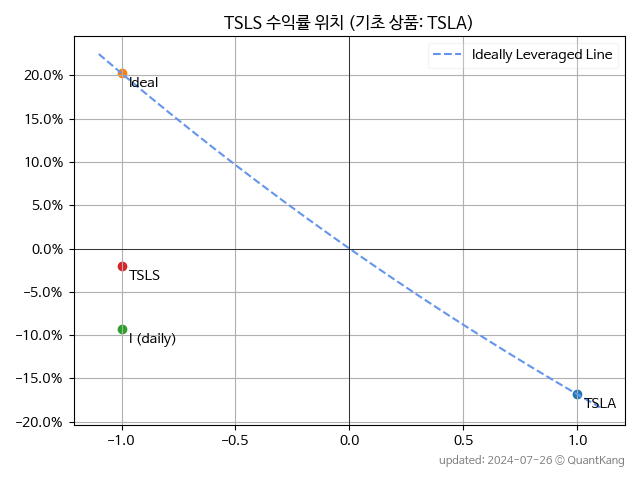 TSLS 수익률 위치 (기초 상품: TSLA)
Ideally Leveraged Line
20.0%
Ideal
15.0%
10.0%
5.0%
0.0%
TSLS
−5.0%
−10.0%
I (daily)
−15.0%
TSLA
−20.0%
−1.0 −0.5 0.0 0.5 1.0
updated: 2024-07-26 © QuantKang